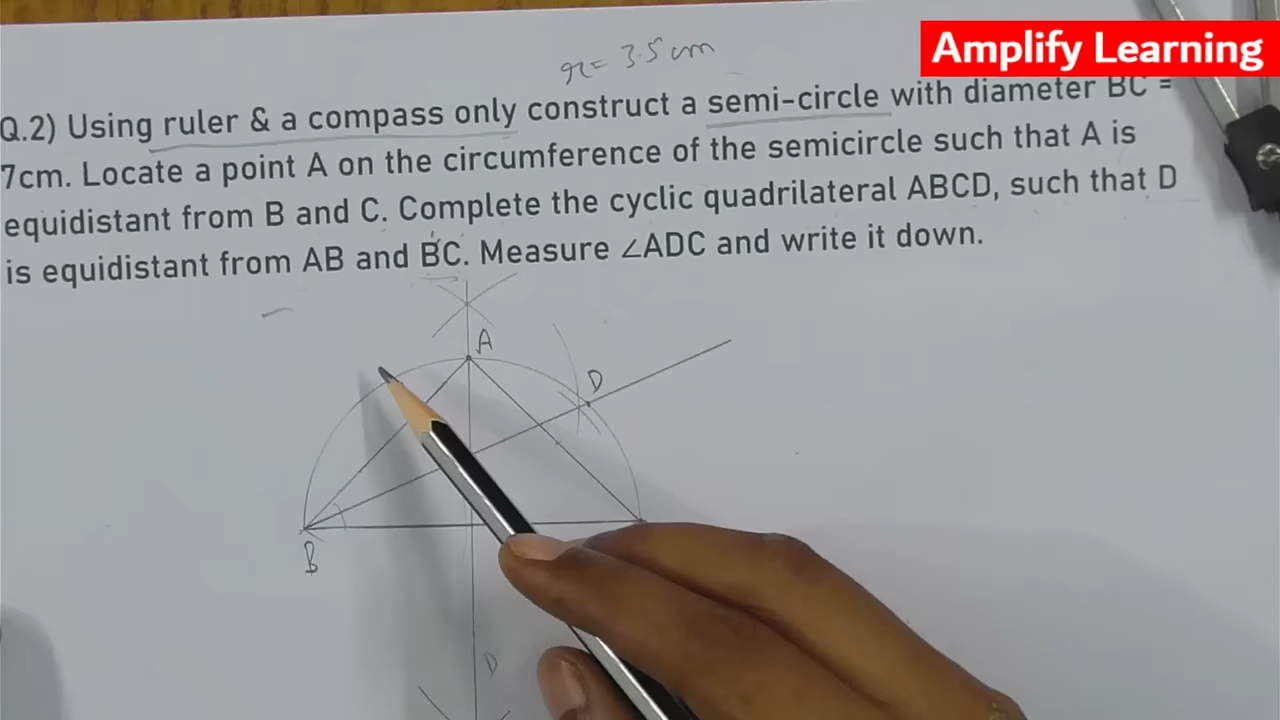 Amplify Learning
r = 3.5 cm
Q.2) Using ruler & a compass only construct a semi-circle with diameter BC =
7cm. Locate a point A on the circumference of the semicircle such that A is
equidistant from B and C. Complete the cyclic quadrilateral ABCD, such that D
is equidistant from AB and BC. Measure ∠ADC and write it down.
A
D
B
D